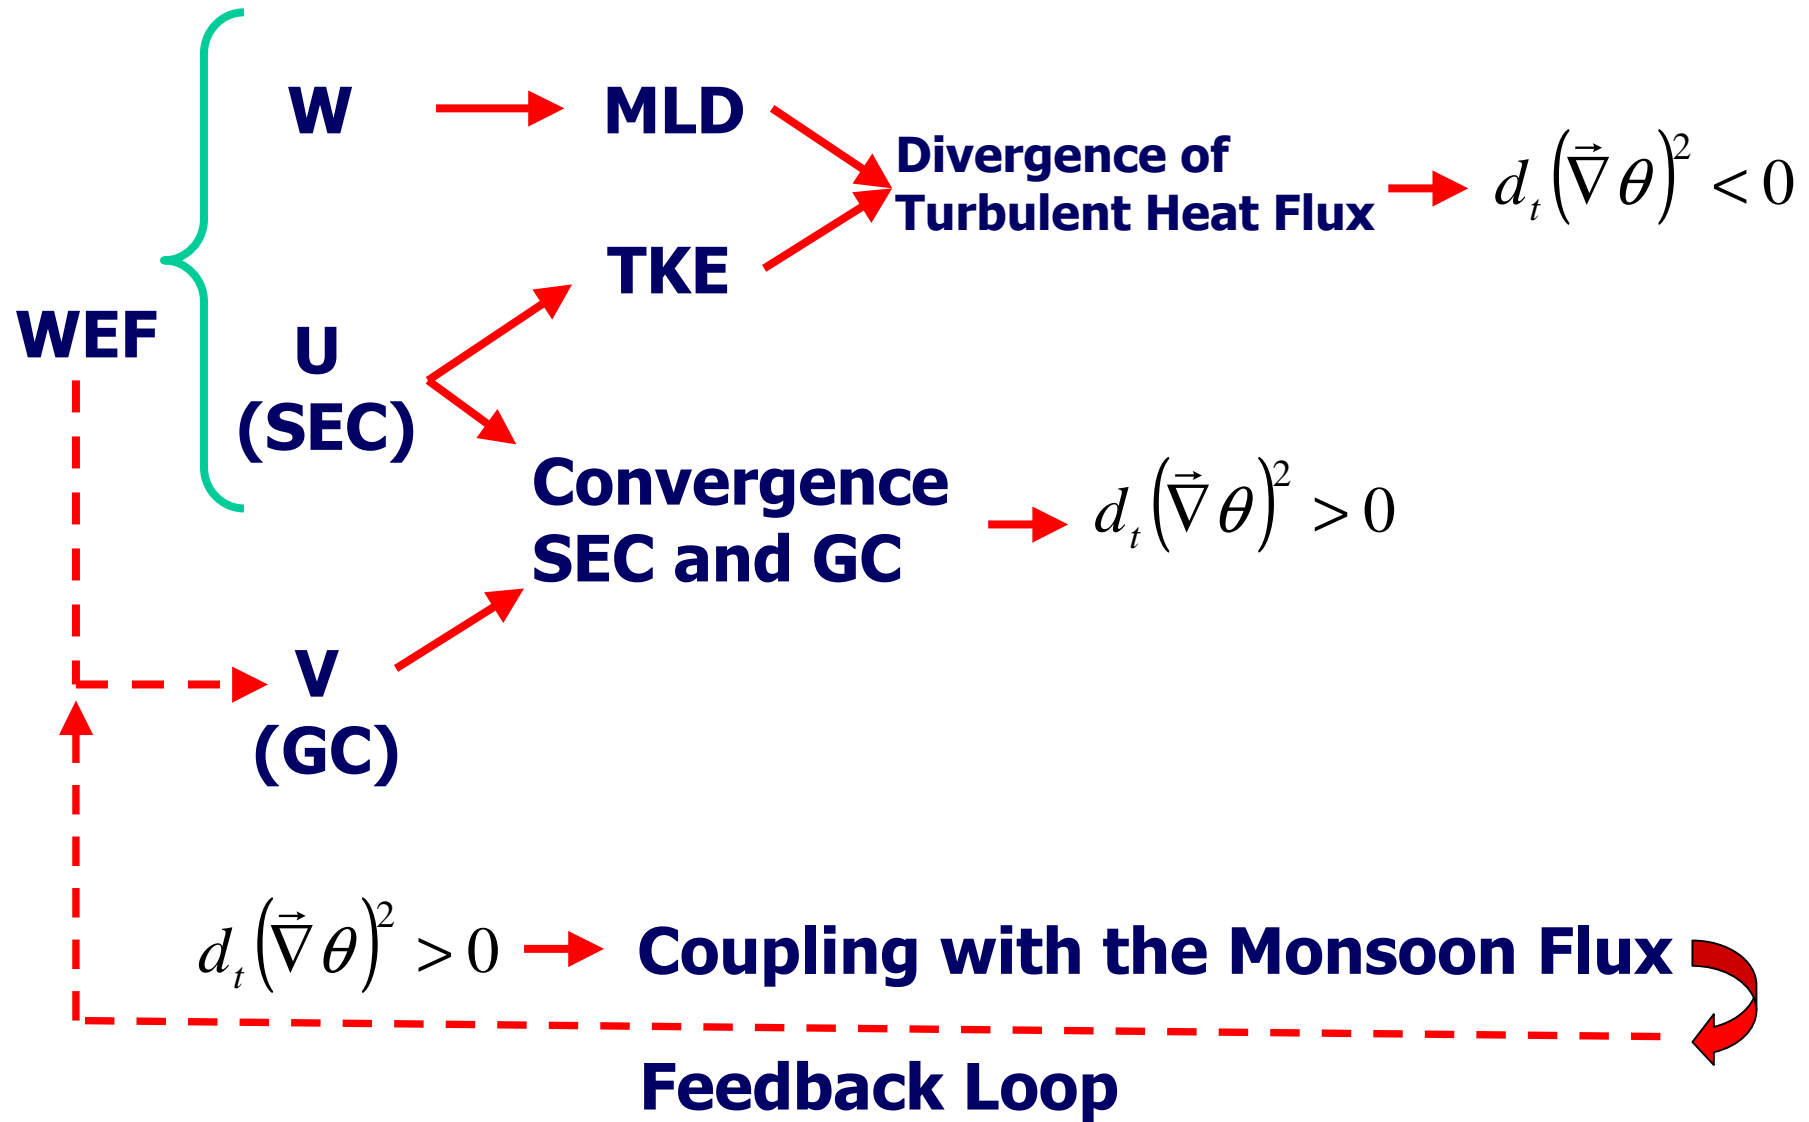 W
MLD
Divergence of
Turbulent Heat Flux
d_t(∇⃗θ)² < 0
TKE
WEF
U
(SEC)
Convergence
SEC and GC
d_t(∇⃗θ)² > 0
V
(GC)
d_t(∇⃗θ)² > 0
Coupling with the Monsoon Flux
Feedback Loop